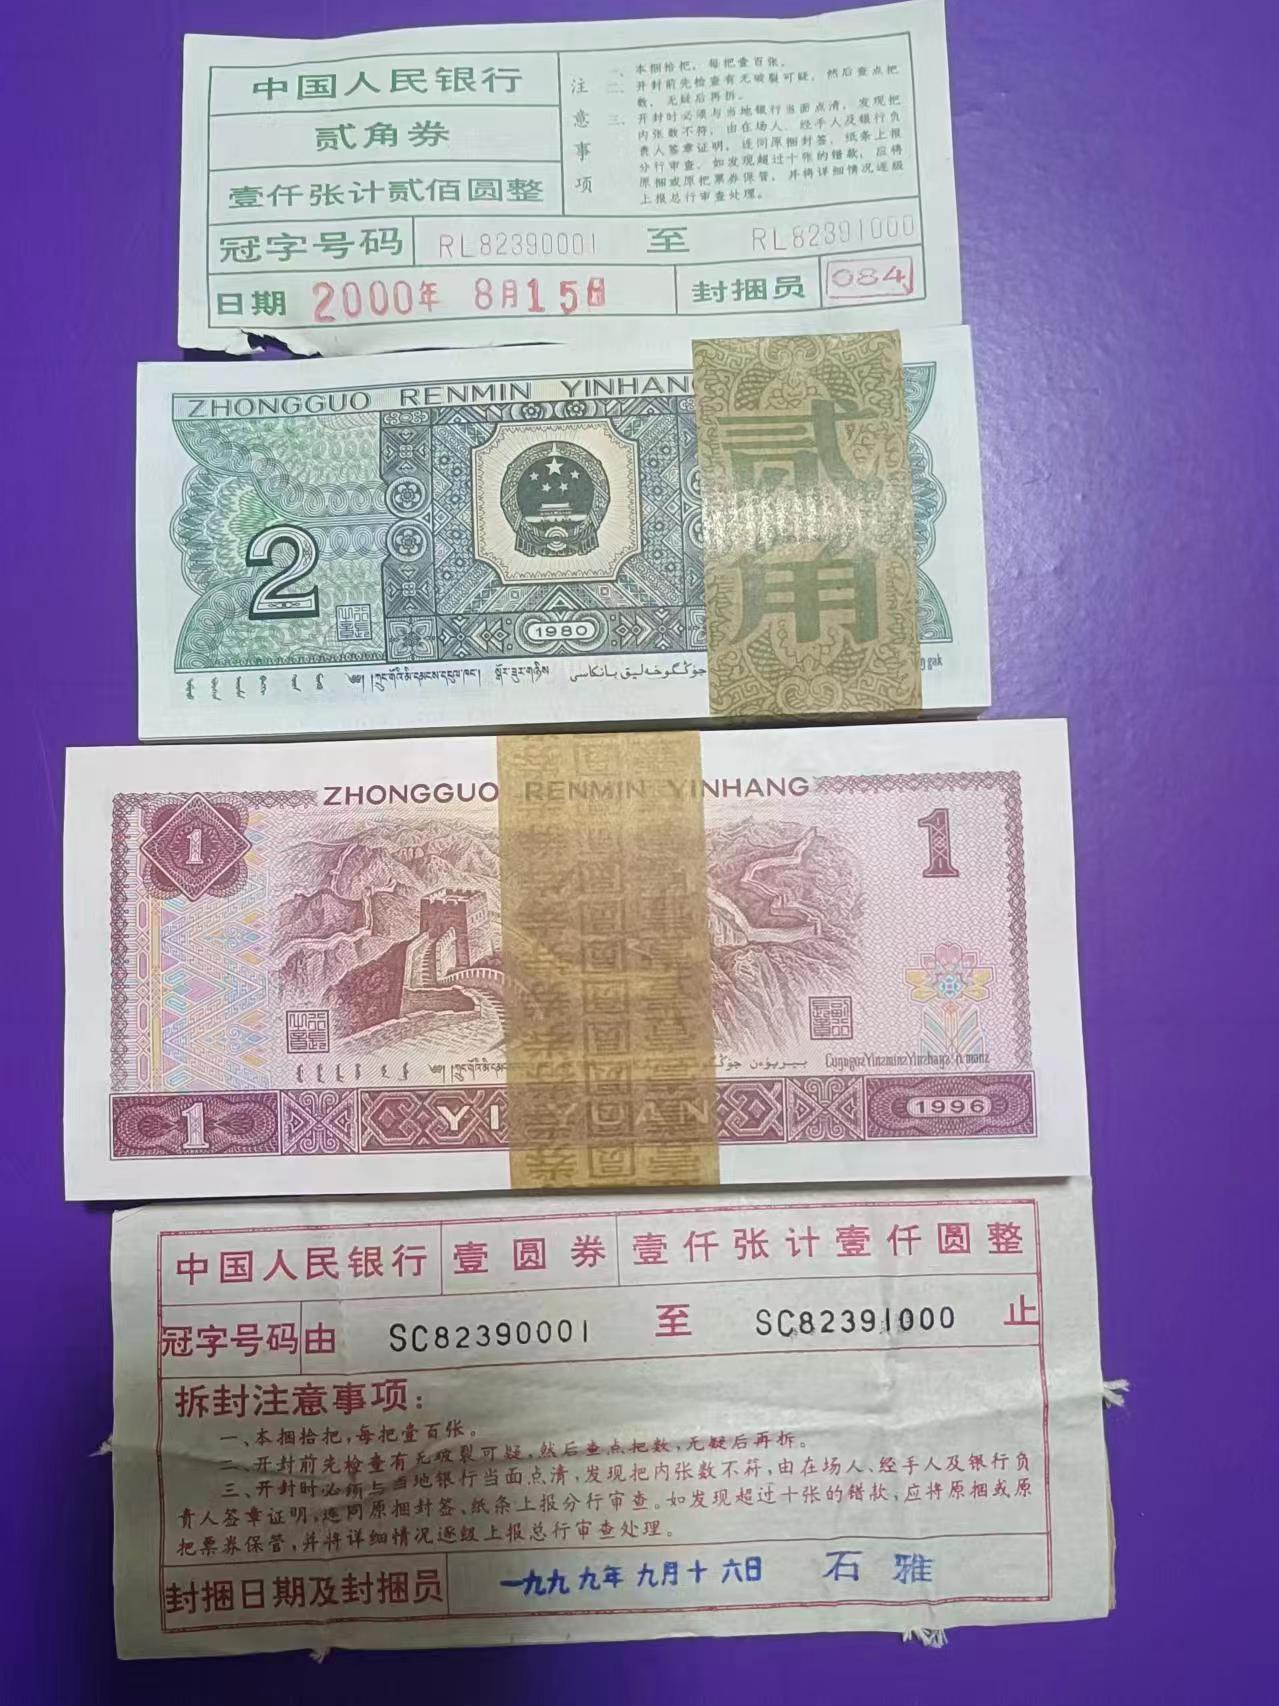 中国人民银行
贰角券
壹仟张计贰佰圆整
注意事项
一、本捆拾把，每把壹百张。
二、开封前先检查有无破裂可疑，然后查点把
数，无疑后再拆。
三、开封时必须与当地银行当面点清，发现把
内张数不符，由在场人、经手人及银行负
责人签章证明，连同原捆封签、纸条上报
分行审查。如发现超过十张的错款，应将
原捆或原把票券保管，并将详细情况逐级
上报总行审查处理。
冠字号码 RL82390001 至 RL82391000
日期 2000年 8月15日 封捆员 084
ZHONGGUO RENMIN YINHANG
贰角
2
1980
ZHONGGUO RENMIN YINHANG
1
1
行长之章
副行长章
Cunghgoz Yinzminz Yinzhangz It maenz
1 YI YUAN 1996
壹圆券
中国人民银行 壹圆券 壹仟张计壹仟圆整
冠字号码由 SC82390001 至 SC82391000 止
拆封注意事项：
一、本捆拾把，每把壹百张。
二、开封前先检查有无破裂可疑，然后查点把数，无疑后再拆。
三、开封时必须与当地银行当面点清，发现把内张数不符，由在场人、经手人及银行负
责人签章证明，连同原捆封签、纸条上报分行审查。如发现超过十张的错款，应将原捆或原
把票券保管，并将详细情况逐级上报总行审查处理。
封捆日期及封捆员 一九九九年九月十六日 石雅